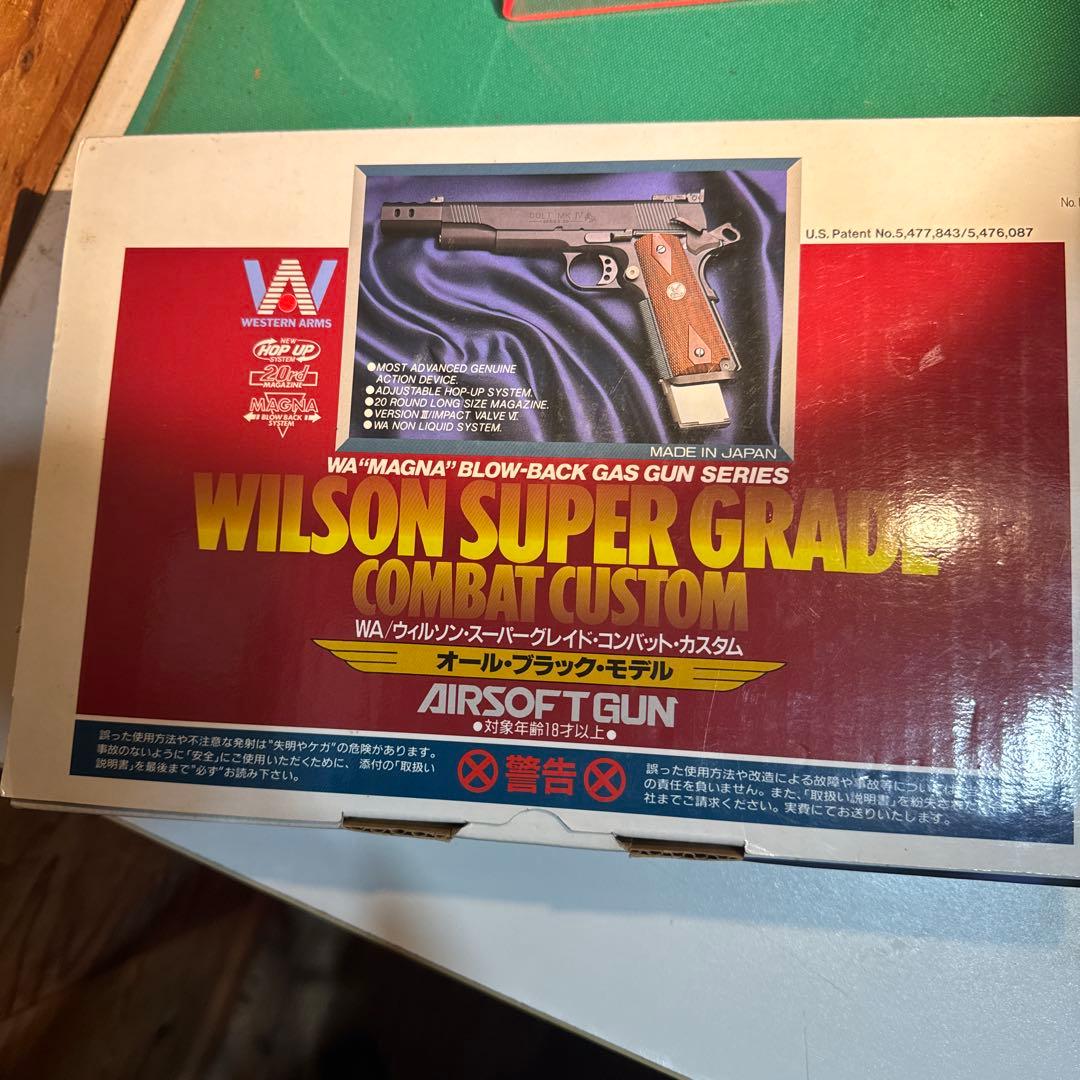 No.
U.S. Patent No.5,477,843/5,476,087
COLT MK IV
WA
WESTERN ARMS
NEW
HOP UP
SYSTEM
20rd
MAGAZINE
MAGNA
BLOW BACK
SYSTEM
●MOST ADVANCED GENUINE
ACTION DEVICE.
●ADJUSTABLE HOP-UP SYSTEM.
●20 ROUND LONG SIZE MAGAZINE.
●VERSION Ⅲ/IMPACT VALVE Ⅵ.
●WA NON LIQUID SYSTEM.
MADE IN JAPAN
WA“MAGNA”BLOW-BACK GAS GUN SERIES
WILSON SUPER GRADE
COMBAT CUSTOM
WA/ウィルソン・スーパーグレイド・コンバット・カスタム
オール・ブラック・モデル
AIRSOFT GUN
●対象年齢18才以上●
誤った使用方法や不注意な発射は“失明やケガ”の危険があります。
事故のないように「安全」にご使用いただくために、添付の「取扱い
説明書」を最後まで“必ず”お読み下さい。
警告
誤った使用方法や改造による故障や事故等につい
の責任を負いません。また、「取扱い説明書」を紛失され
社までご請求ください。実費にてお送りいたします。